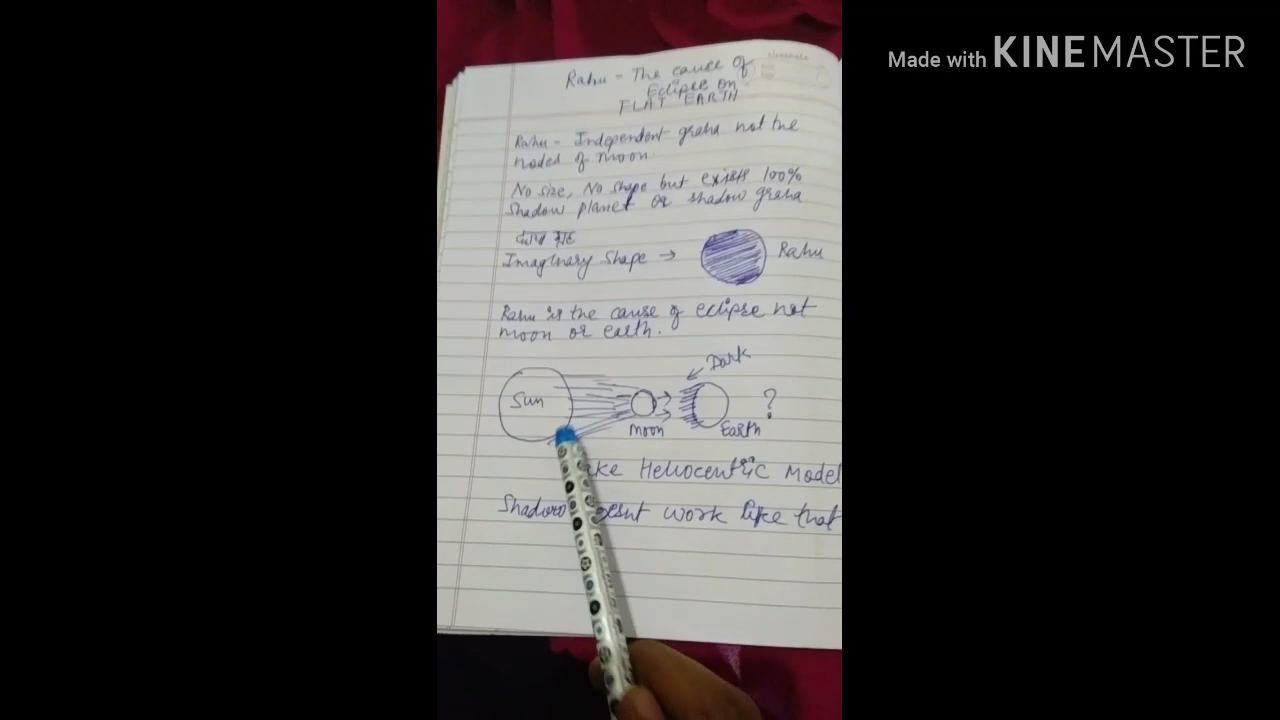 Made with KINEMASTER
Rahu - The cause of
Eclipse on
FLAT EARTH
Rahu - Independent graha not the
nodes of moon.
No size, No shape but exists 100%
Shadow planet or shadow graha
ग्रह
Imaginary Shape → Rahu
Rahu is the cause of eclipse not
moon or earth.
Dark
Sun
?
Moon Earth
Heliocentric Model
Shadow work like that